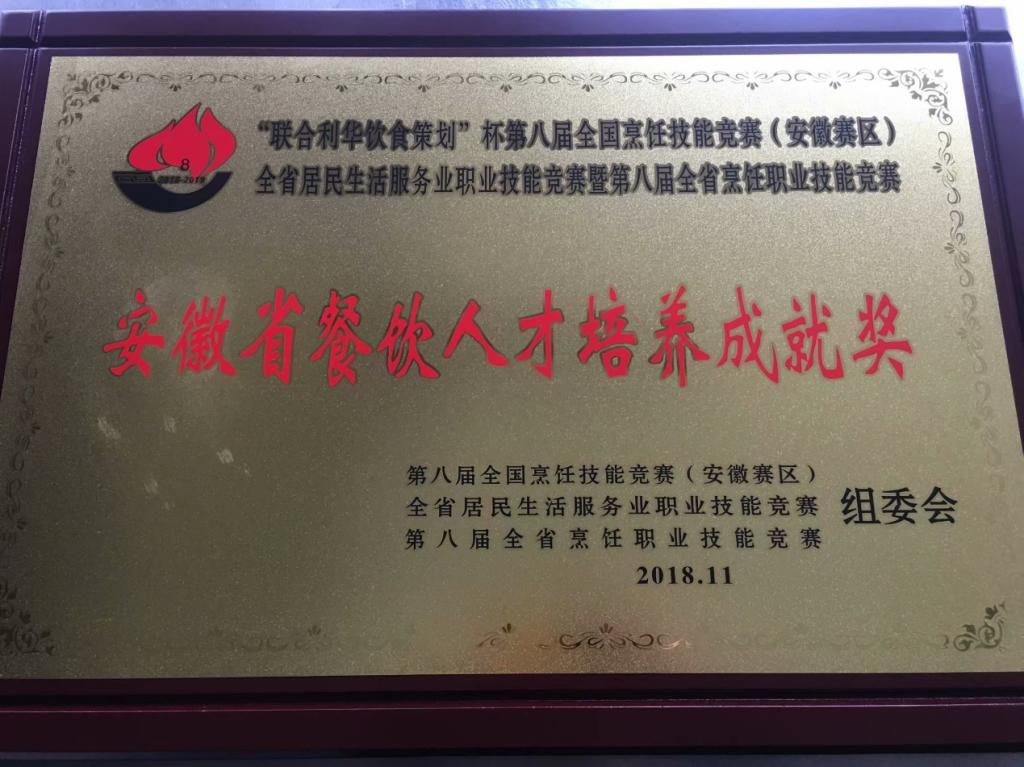 “联合利华饮食策划”杯第八届全国烹饪技能竞赛（安徽赛区）
全省居民生活服务业职业技能竞赛暨第八届全省烹饪职业技能竞赛
8
安徽省餐饮人才培养成就奖
第八届全国烹饪技能竞赛（安徽赛区）
全省居民生活服务业职业技能竞赛 组委会
第八届全省烹饪职业技能竞赛
2018.11